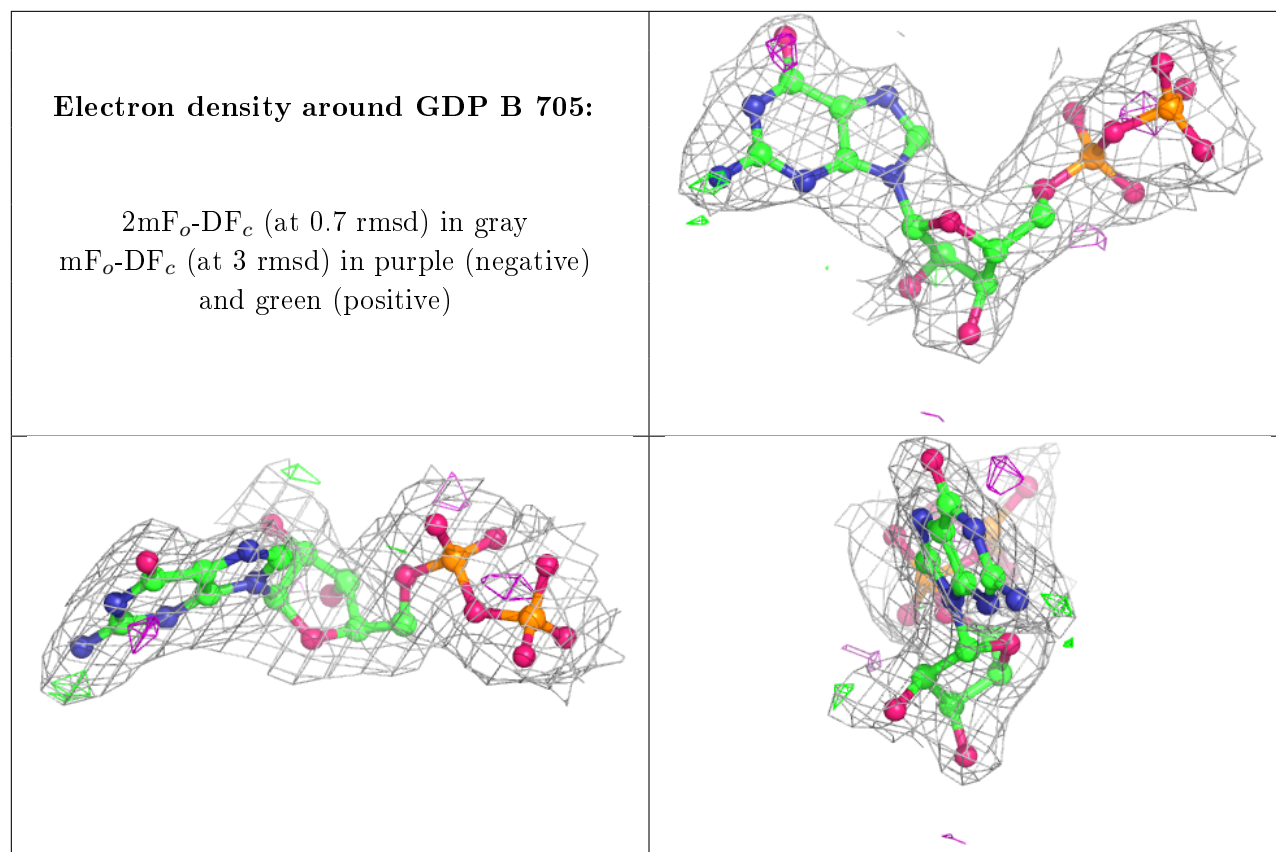 Electron density around GDP B 705:
2mFₒ-DF𝑐 (at 0.7 rmsd) in gray
mFₒ-DF𝑐 (at 3 rmsd) in purple (negative)
and green (positive)